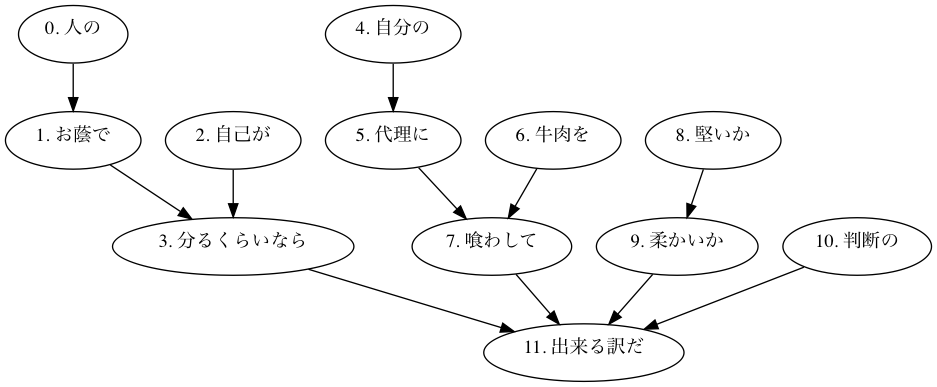 0. 人の
4. 自分の
1. お蔭で
2. 自己が
5. 代理に
6. 牛肉を
8. 堅いか
3. 分るくらいなら
7. 喰わして
9. 柔かいか
10. 判断の
11. 出来る訳だ